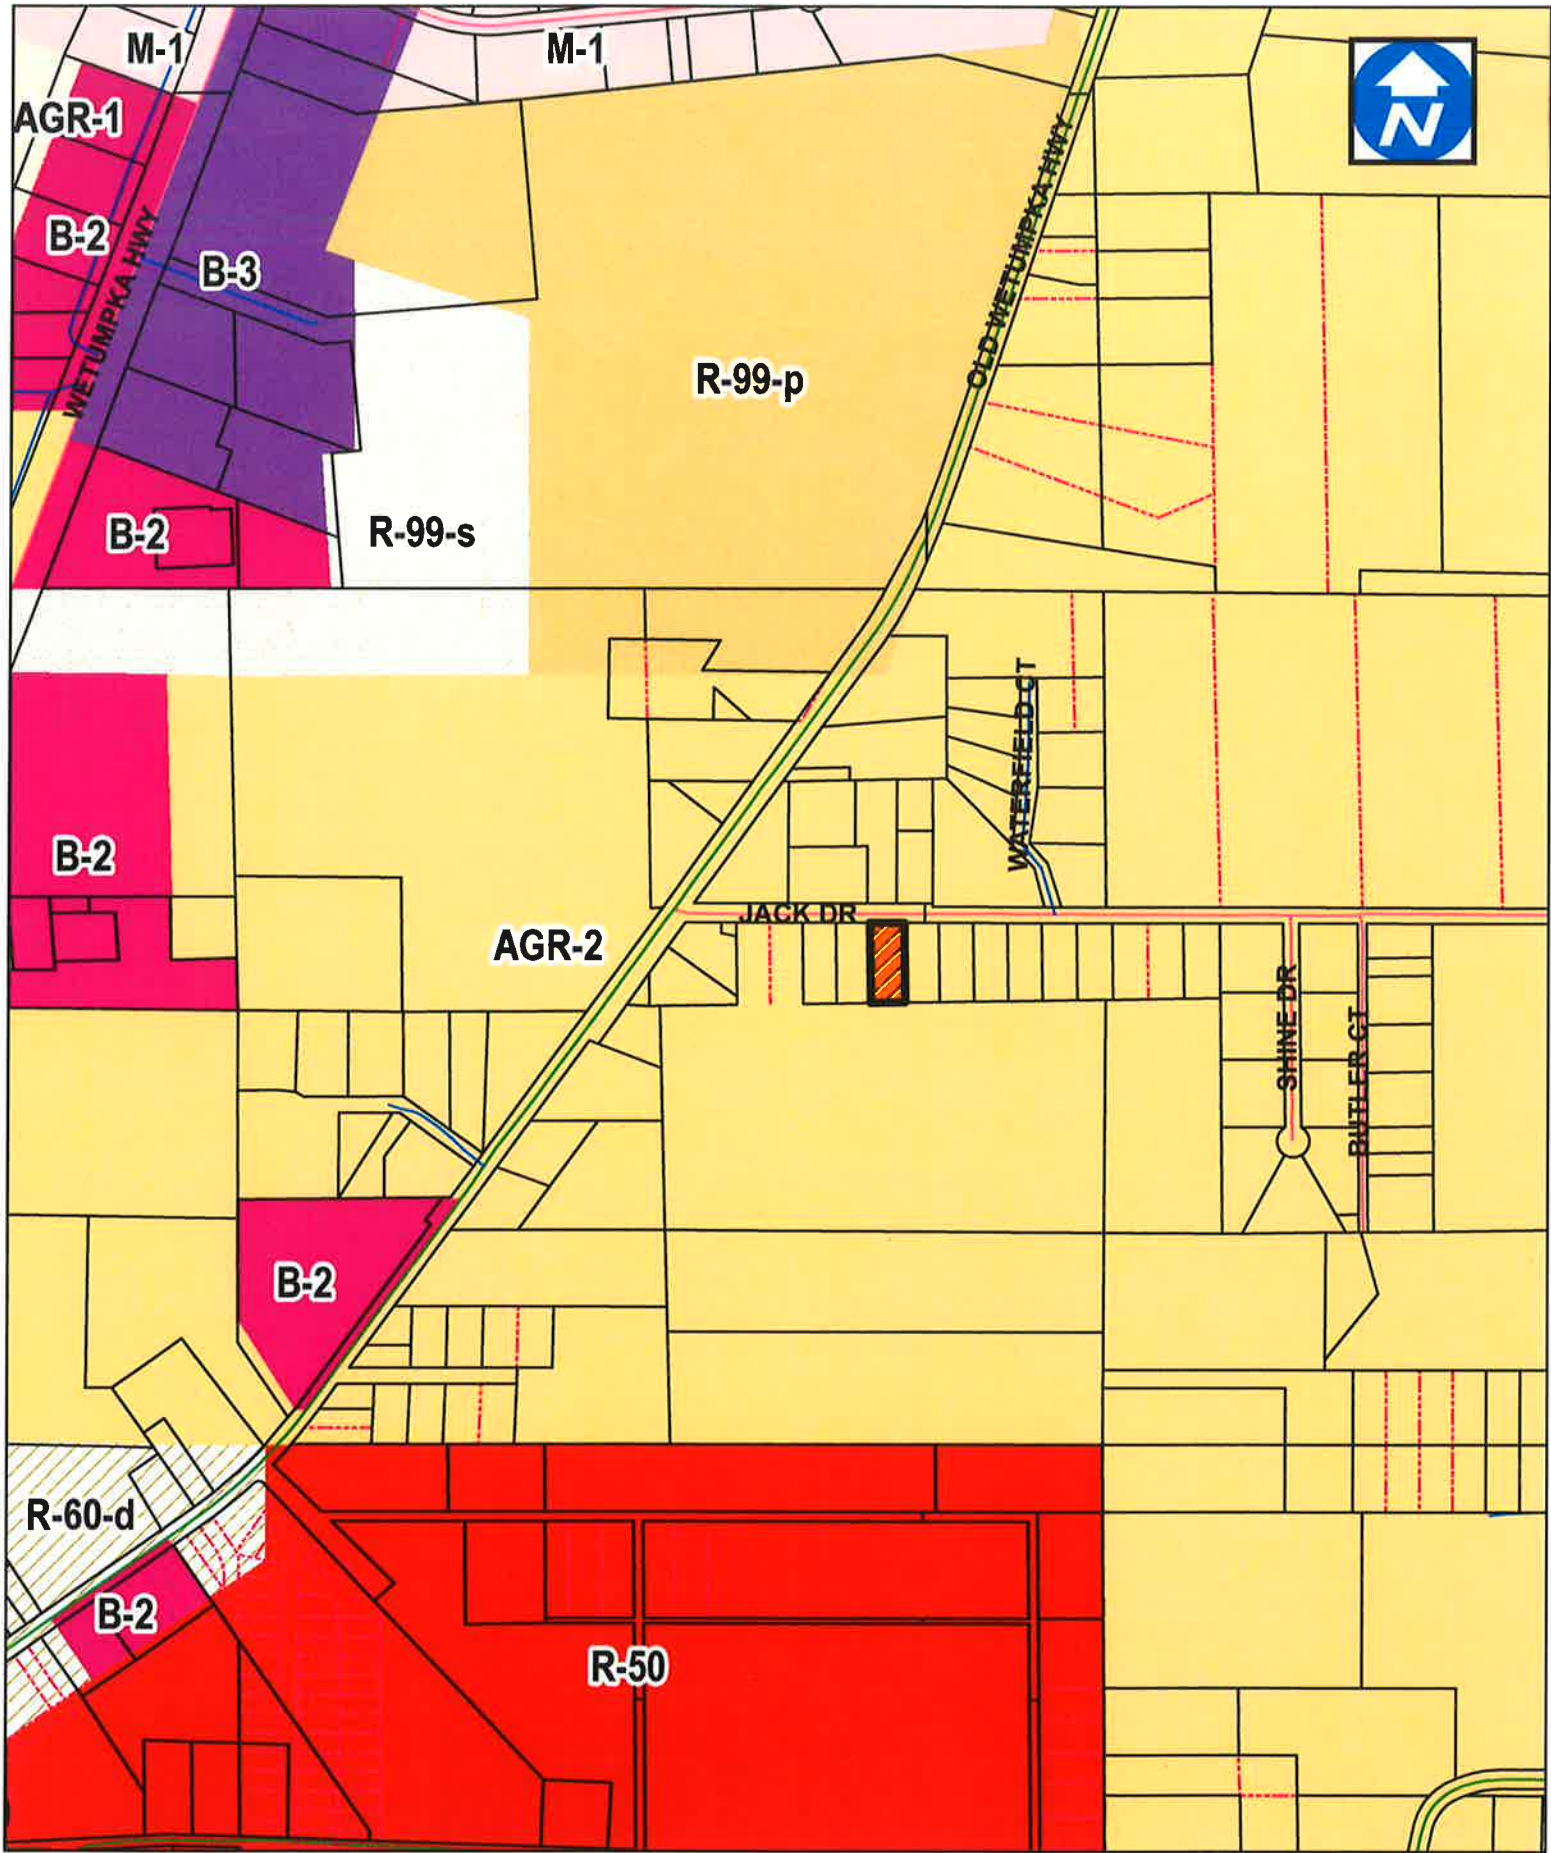 M-1
M-1
N
AGR-1
B-2
WETUMPKA HWY
B-3
OLD WETUMPKA HWY
R-99-p
B-2
R-99-s
WATERFIELD CT
B-2
JACK DR
AGR-2
SHINE DR
BUTLER CT
B-2
R-60-d
B-2
R-50